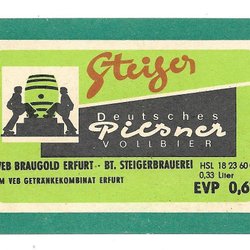 Steiger
Deutsches
Pilsner
VOLLBIER
VEB BRAUGOLD ERFURT - BT. STEIGERBRAUEREI
HSL 18 23 60
0,33 Liter
M VEB GETRÄNKEKOMBINAT ERFURT
EVP 0,6